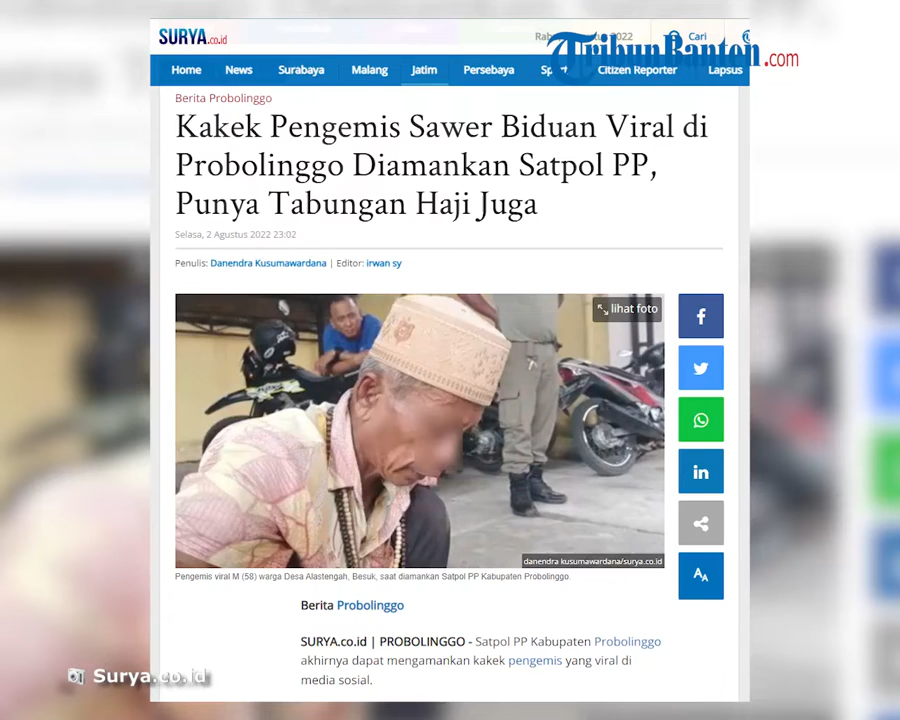 SURYA.co.id
2022
Cari
TribunBanten.com
Home News Surabaya Malang Jatim Persebaya Citizen Reporter Lapsus
Berita Probolinggo
Kakek Pengemis Sawer Biduan Viral di
Probolinggo Diamankan Satpol PP,
Punya Tabungan Haji Juga
Selasa, 2 Agustus 2022 23:02
Penulis: Danendra Kusumawardana | Editor: irwan sy
lihat foto
danendra kusumawardana/surya.co.id
Pengemis viral M (58) warga Desa Alastengah, Besuk, saat diamankan Satpol PP Kabupaten Probolinggo.
Berita Probolinggo
SURYA.co.id | PROBOLINGGO - Satpol PP Kabupaten Probolinggo
akhirnya dapat mengamankan kakek pengemis yang viral di
media sosial.
Surya.co.id